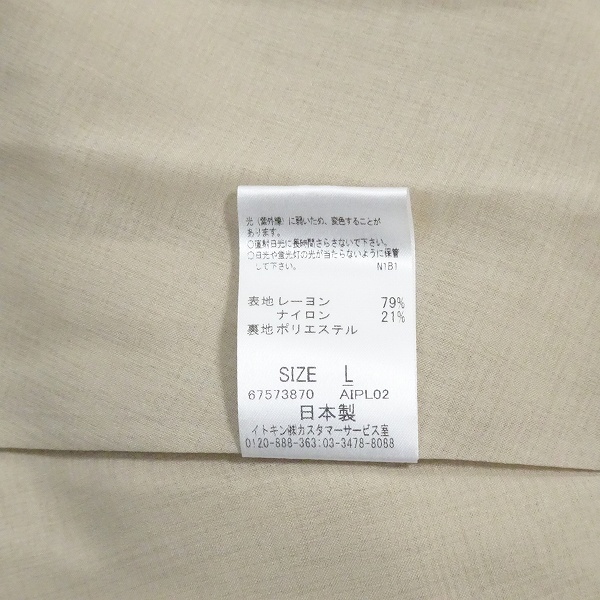 光（紫外線）に弱いため、変色することが
あります。
○直射日光に長時間さらさないで下さい。
○日光や蛍光灯の光が当たらないように保管
して下さい。 N1B1
表地 レーヨン 79%
ナイロン 21%
裏地 ポリエステル
SIZE L
67573870 AIPL02
日本製
イトキン㈱カスタマーサービス室
0120-888-363:03-3478-8088